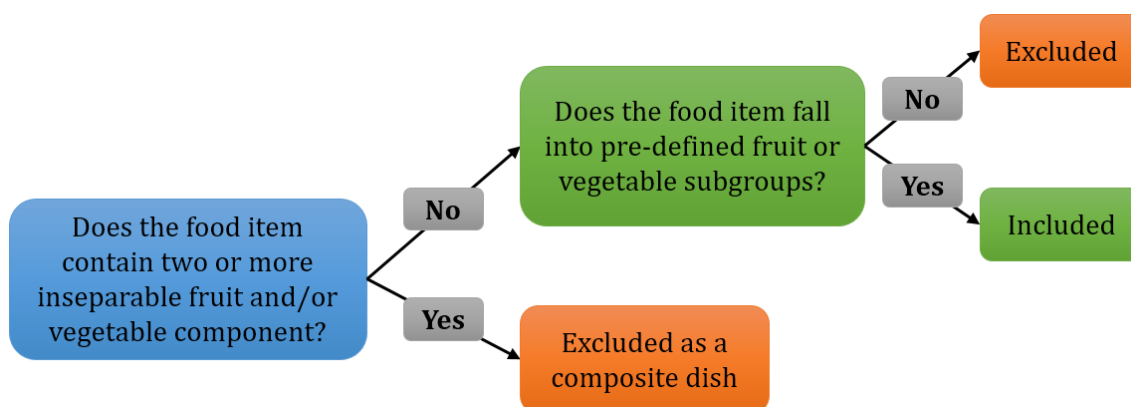 Does the food item
contain two or more
inseparable fruit and/or
vegetable component?
No
Yes
Does the food item fall
into pre-defined fruit or
vegetable subgroups?
Excluded as a
composite dish
No
Yes
Excluded
Included